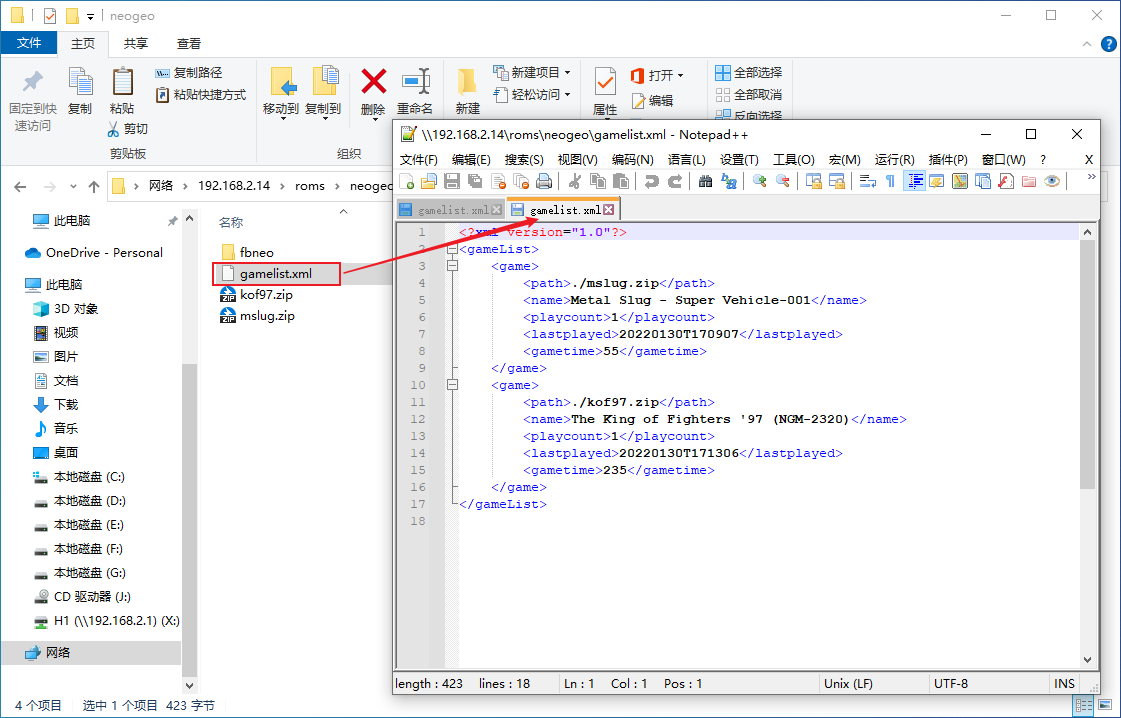 neogeo
文件 主页 共享 查看
固定到快速访问
复制
粘贴
复制路径
粘贴快捷方式
剪切
剪贴板
移动到 复制到 删除 重命名
组织
新建
新建项目
轻松访问
属性
打开
编辑
全部选择
全部取消
反向选择
网络 192.168.2.14 roms neogeo
此电脑
OneDrive - Personal
此电脑
3D 对象
视频
图片
文档
下载
音乐
桌面
本地磁盘 (C:)
本地磁盘 (D:)
本地磁盘 (E:)
本地磁盘 (F:)
本地磁盘 (G:)
CD 驱动器 (J:)
H1 (\\192.168.2.1) (X:)
网络
名称
fbneo
gamelist.xml
kof97.zip
mslug.zip
4 个项目 选中 1 个项目 423 字节
\\192.168.2.14\roms\neogeo\gamelist.xml - Notepad++
文件(F) 编辑(E) 搜索(S) 视图(V) 编码(N) 语言(L) 设置(T) 工具(O) 宏(M) 运行(R) 插件(P) 窗口(W) ? X
gamelist.xml gamelist.xml
1 <?xml version="1.0"?>
2 <gameList>
3 <game>
4 <path>./mslug.zip</path>
5 <name>Metal Slug - Super Vehicle-001</name>
6 <playcount>1</playcount>
7 <lastplayed>20220130T170907</lastplayed>
8 <gametime>55</gametime>
9 </game>
10 <game>
11 <path>./kof97.zip</path>
12 <name>The King of Fighters '97 (NGM-2320)</name>
13 <playcount>1</playcount>
14 <lastplayed>20220130T171306</lastplayed>
15 <gametime>235</gametime>
16 </game>
17 </gameList>
18
length : 423 lines : 18 Ln : 1 Col : 1 Pos : 1 Unix (LF) UTF-8 INS